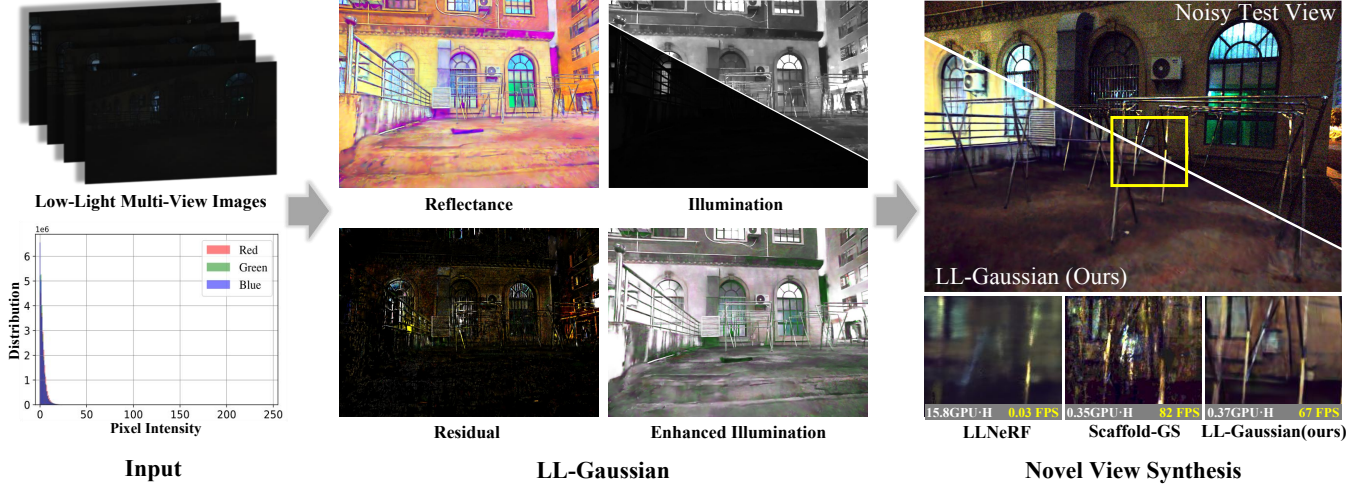 Low-Light Multi-View Images
1e6
6
5
4
3
2
1
0
Distribution
Red
Green
Blue
0
50
100
150
200
250
Pixel Intensity
Input
Reflectance
Illumination
Residual
Enhanced Illumination
LL-Gaussian
Noisy Test View
LL-Gaussian (Ours)
15.8GPU·H 0.03 FPS
0.35GPU·H 82 FPS
0.37GPU·H 67 FPS
LLNeRF
Scaffold-GS
LL-Gaussian(ours)
Novel View Synthesis